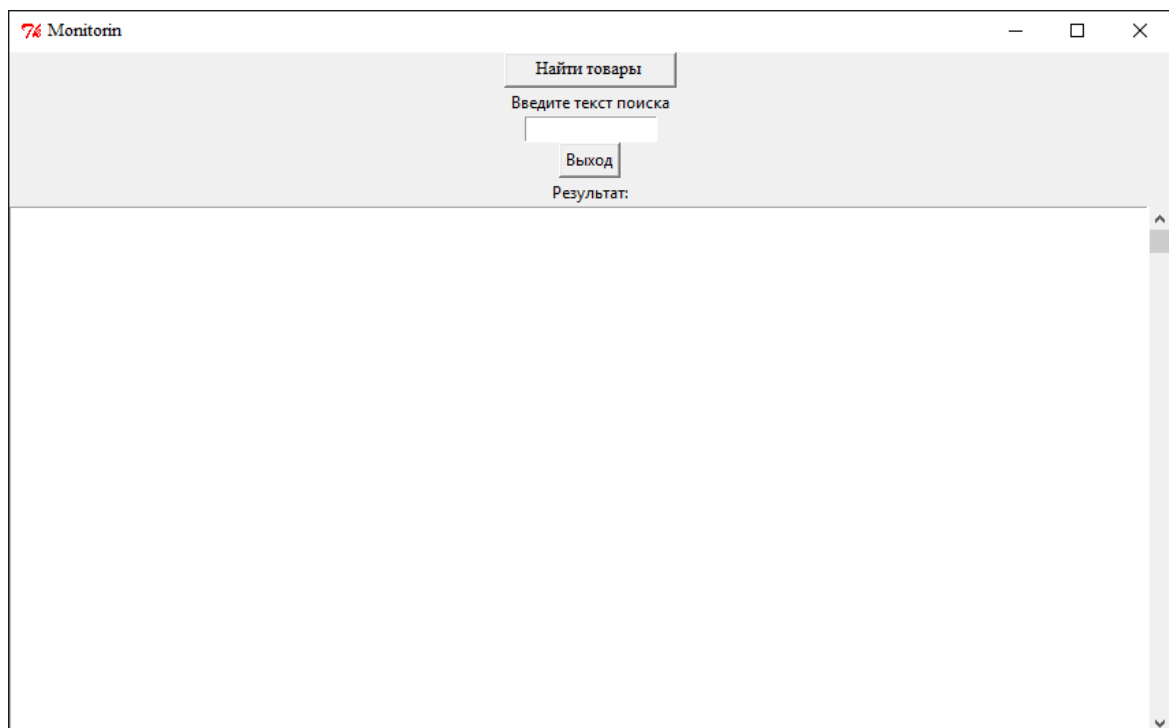 Monitorin
Найти товары
Введите текст поиска
Выход
Результат: